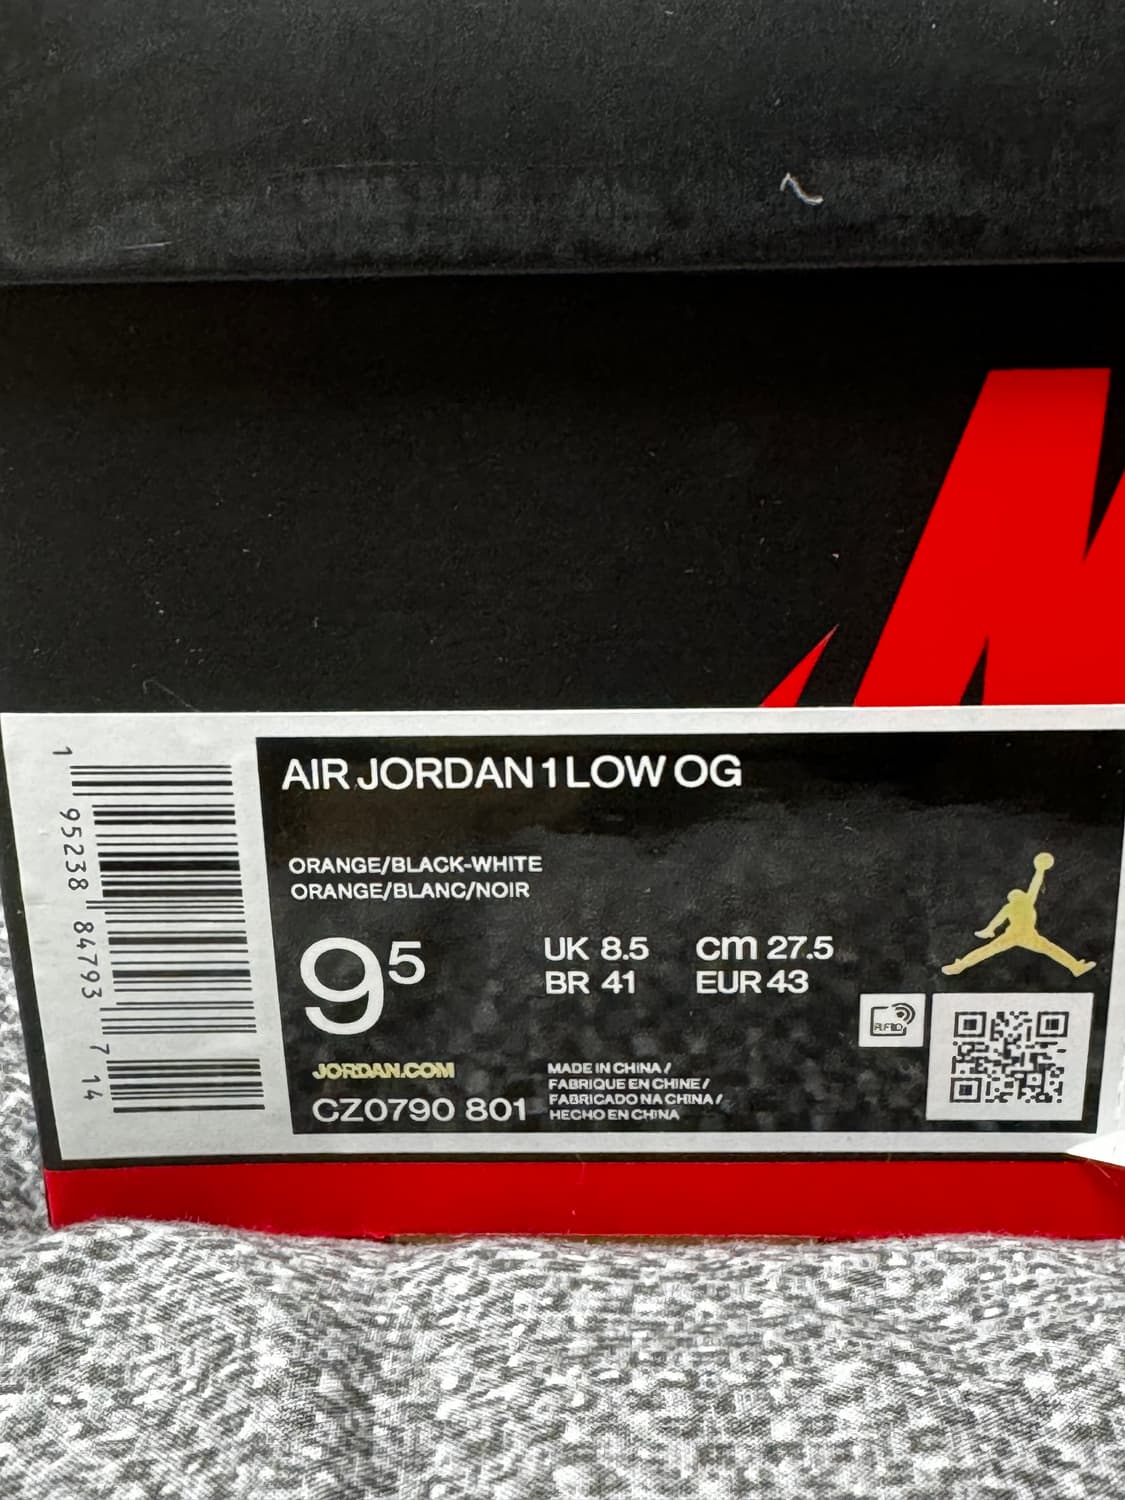 AIR JORDAN 1 LOW OG
ORANGE/BLACK-WHITE
ORANGE/BLANC/NOIR
9⁵
UK 8.5
cm 27.5
BR 41
EUR 43
RFID
JORDAN.COM
CZ0790 801
MADE IN CHINA /
FABRIQUE EN CHINE /
FABRICADO NA CHINA /
HECHO EN CHINA
1 95238 84793 7 14